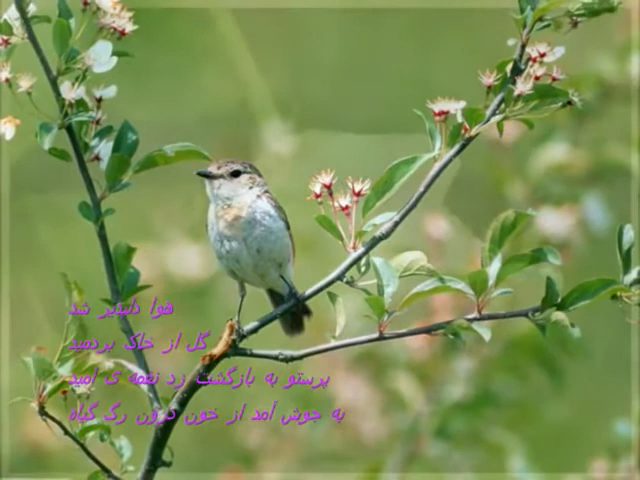 هوا دلپذیر شد
گل از خاک بردمید
پرستو به بازگشت زد نغمه ی امید
به جوش آمد از خون درون رگ گیاه